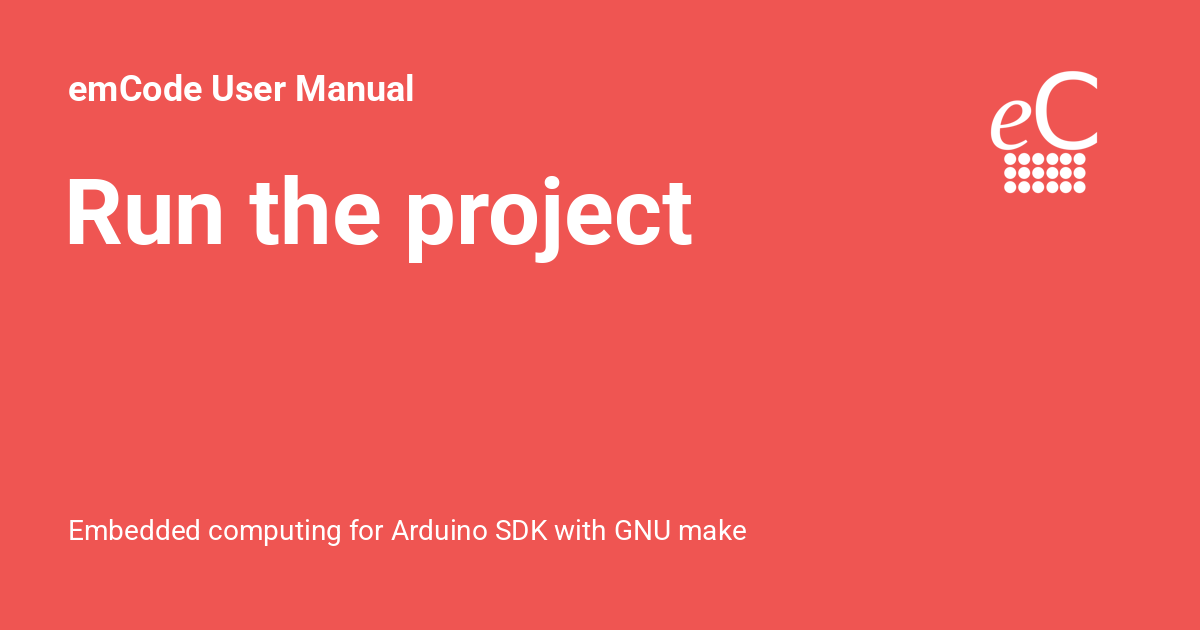 emCode User Manual
eC
Run the project
Embedded computing for Arduino SDK with GNU make